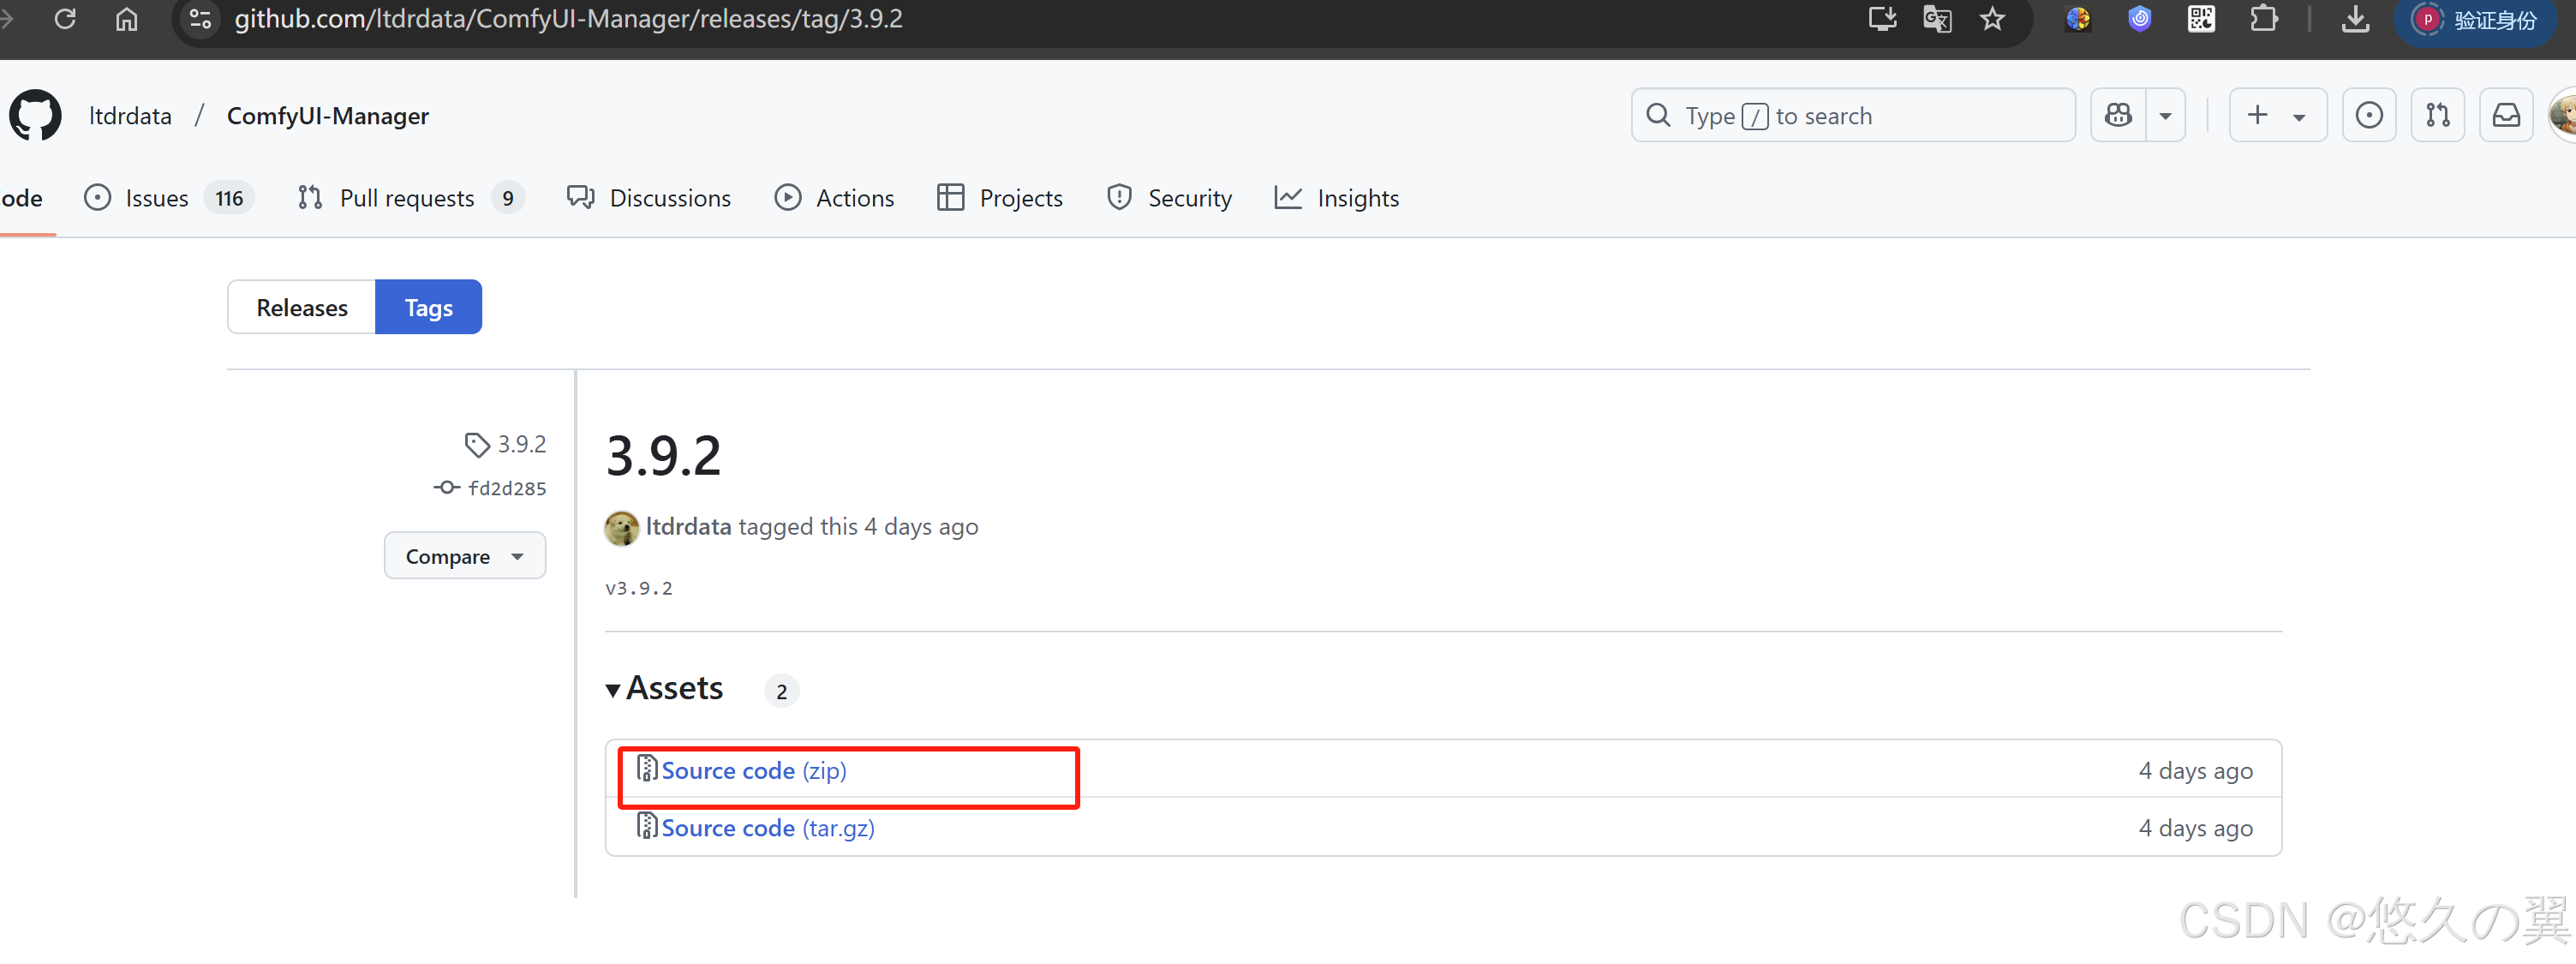 github.com/ltdrdata/ComfyUI-Manager/releases/tag/3.9.2
p 验证身份
ltdrdata / ComfyUI-Manager
Type / to search
ode Issues 116 Pull requests 9 Discussions Actions Projects Security Insights
Releases Tags
3.9.2
fd2d285
Compare
3.9.2
ltdrdata tagged this 4 days ago
v3.9.2
Assets 2
Source code (zip) 4 days ago
Source code (tar.gz) 4 days ago
CSDN @悠久の翼